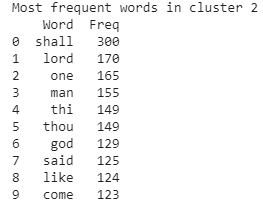 Most frequent words in cluster 2
Word Freq
0 shall 300
1 lord 170
2 one 165
3 man 155
4 thi 149
5 thou 149
6 god 129
7 said 125
8 like 124
9 come 123